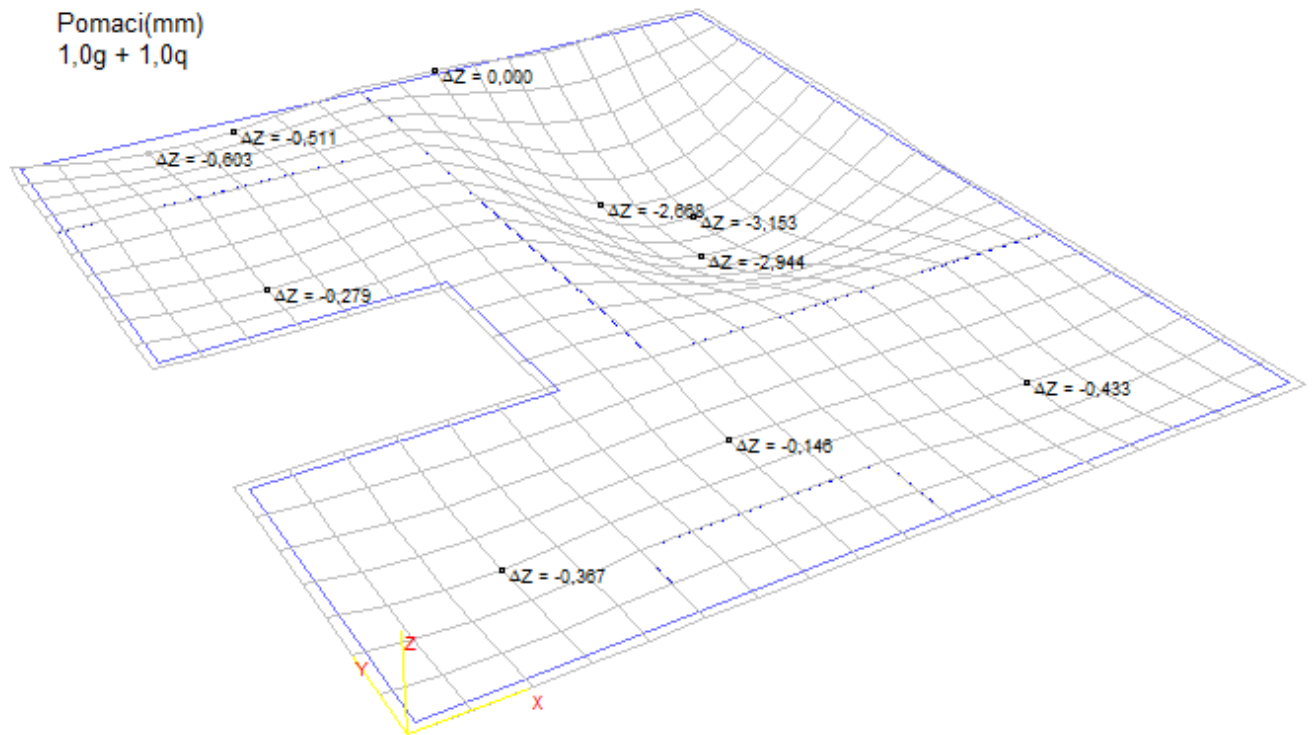 Pomaci(mm)
1,0g + 1,0q
ΔZ = 0,000
ΔZ = -0,511
ΔZ = -0,603
ΔZ = -2,669
ΔZ = -3,153
ΔZ = -2,944
ΔZ = -0,279
ΔZ = -0,433
ΔZ = -0,146
ΔZ = -0,367
Z
Y
X